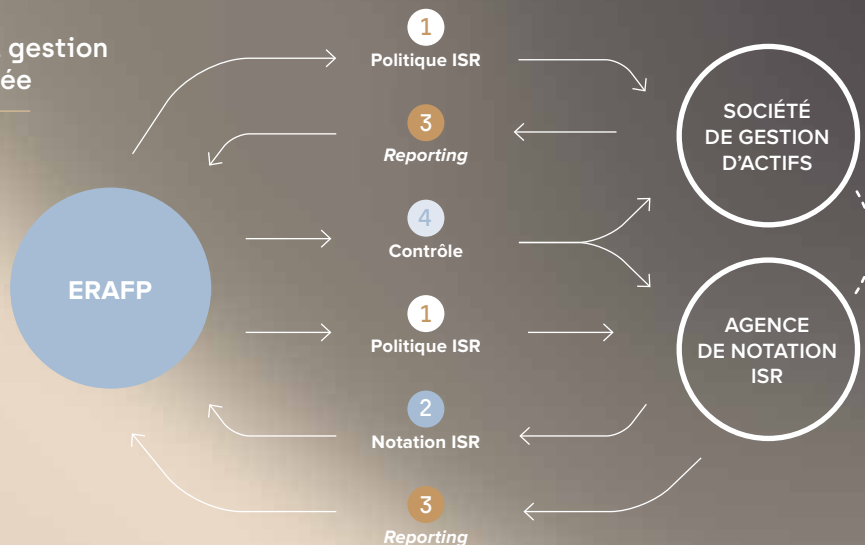 gestion
ée
1
Politique ISR
3
Reporting
4
Contrôle
1
Politique ISR
2
Notation ISR
3
Reporting
ERAFP
SOCIÉTÉ
DE GESTION
D'ACTIFS
AGENCE
DE NOTATION
ISR